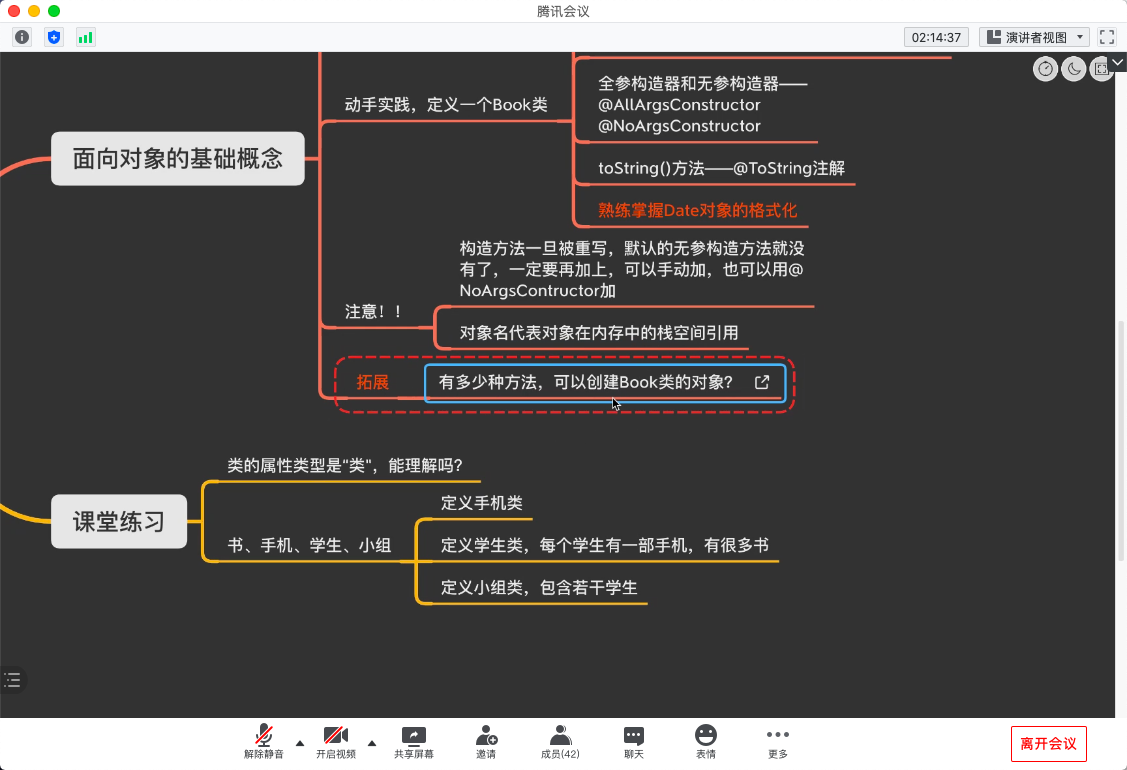 腾讯会议
02:14:37
演讲者视图
全参构造器和无参构造器——
@AllArgsConstructor
@NoArgsConstructor
动手实践，定义一个Book类
面向对象的基础概念
toString()方法——@ToString注解
熟练掌握Date对象的格式化
构造方法一旦被重写，默认的无参构造方法就没
有了，一定要再加上，可以手动加，也可以用@
NoArgsContructor加
注意！！
对象名代表对象在内存中的栈空间引用
拓展
有多少种方法，可以创建Book类的对象？
类的属性类型是“类”，能理解吗？
课堂练习
定义手机类
书、手机、学生、小组
定义学生类，每个学生有一部手机，有很多书
定义小组类，包含若干学生
解除静音
开启视频
共享屏幕
邀请
成员(42)
聊天
表情
更多
离开会议